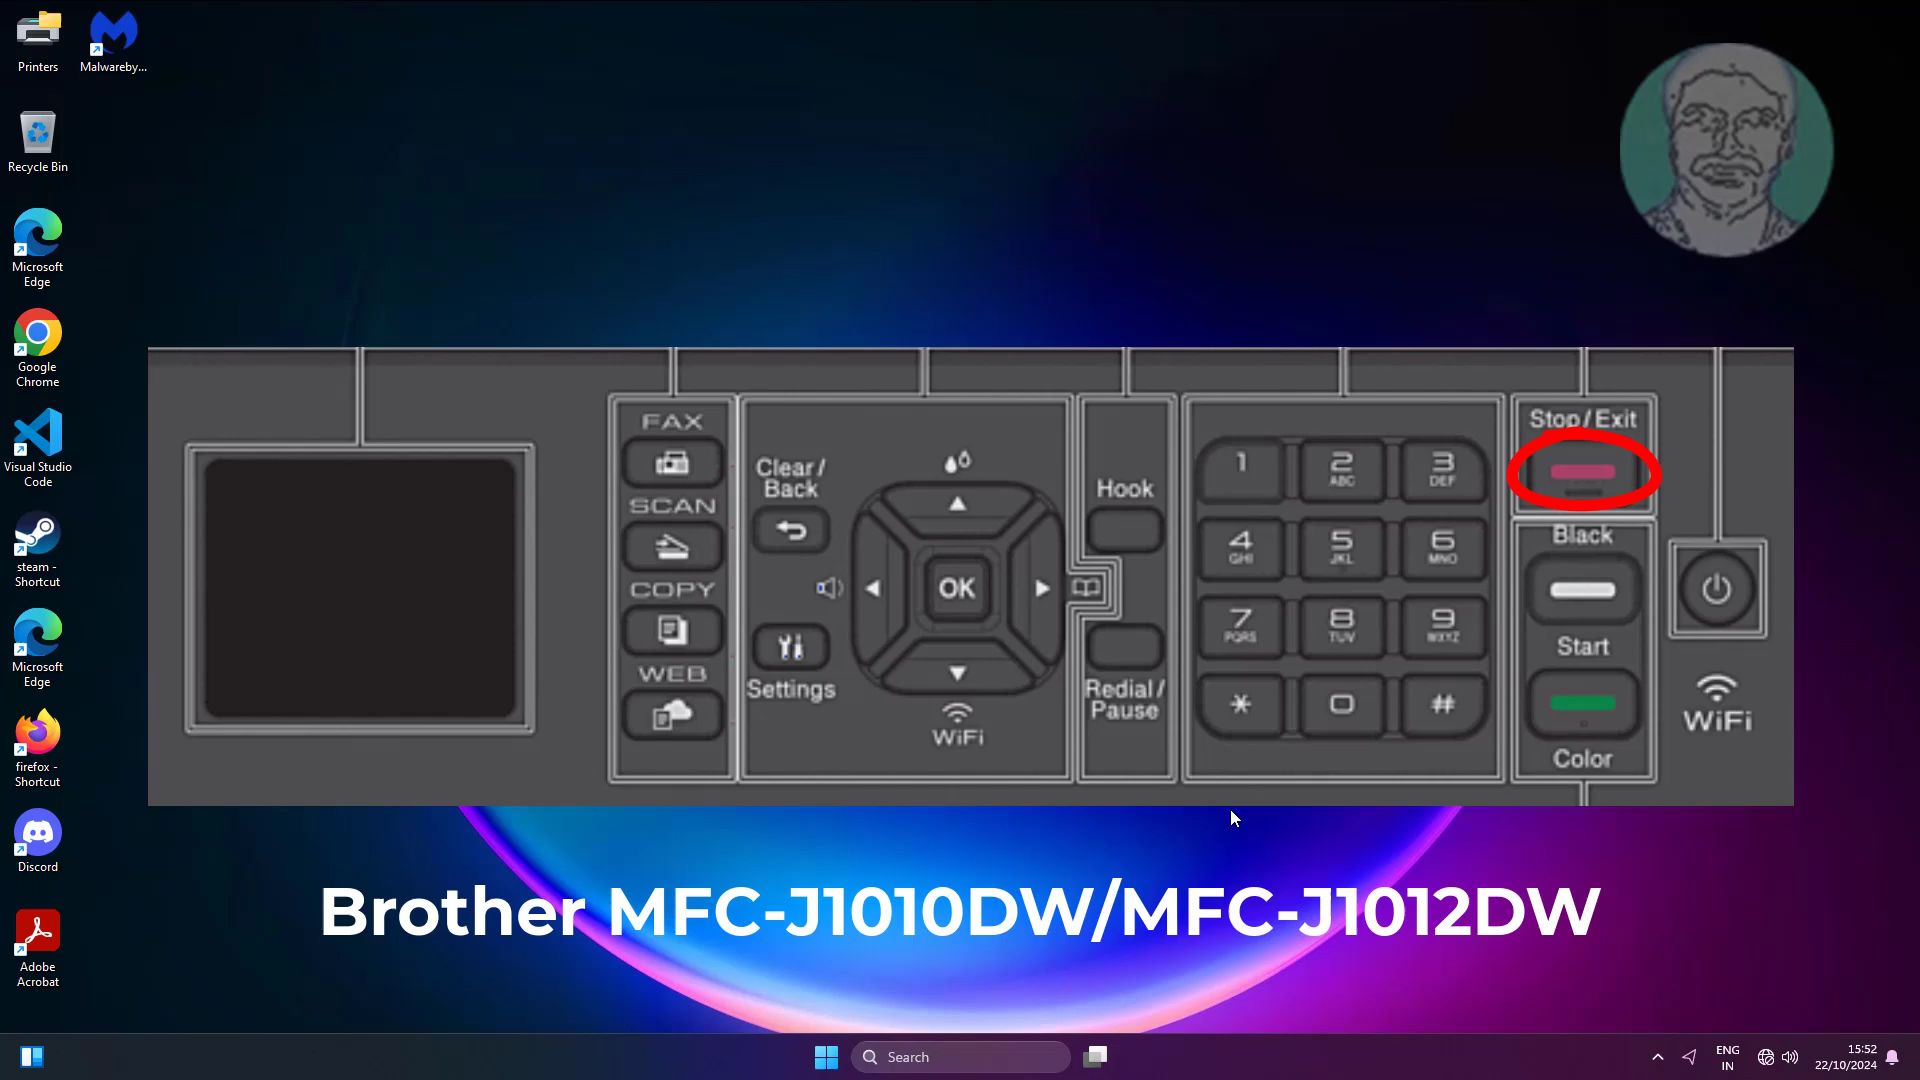 Printers
Malwareby...
Recycle Bin
Microsoft
Edge
Google
Chrome
Visual Studio
Code
steam -
Shortcut
Microsoft
Edge
firefox -
Shortcut
Discord
Adobe
Acrobat
FAX
SCAN
COPY
WEB
Clear/
Back
Settings
OK
WiFi
Hook
Redial/
Pause
1
2
ABC
3
DEF
4
GHI
5
JKL
6
MNO
7
PQRS
8
TUV
9
WXYZ
*
0
#
Stop/Exit
Black
Start
Color
WiFi
Brother MFC-J1010DW/MFC-J1012DW
Search
ENG
IN
15:52
22/10/2024